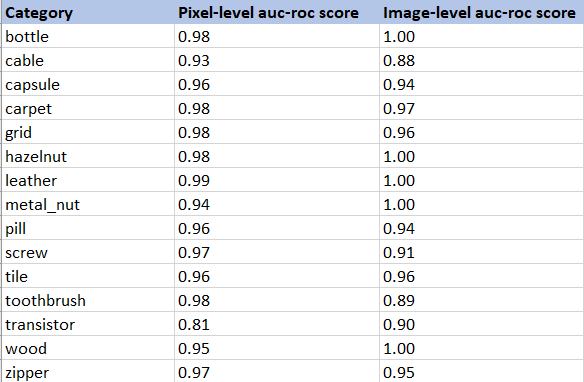 Category Pixel-level auc-roc score Image-level auc-roc score
bottle 0.98 1.00
cable 0.93 0.88
capsule 0.96 0.94
carpet 0.98 0.97
grid 0.98 0.96
hazelnut 0.98 1.00
leather 0.99 1.00
metal_nut 0.94 1.00
pill 0.96 0.94
screw 0.97 0.91
tile 0.96 0.96
toothbrush 0.98 0.89
transistor 0.81 0.90
wood 0.95 1.00
zipper 0.97 0.95